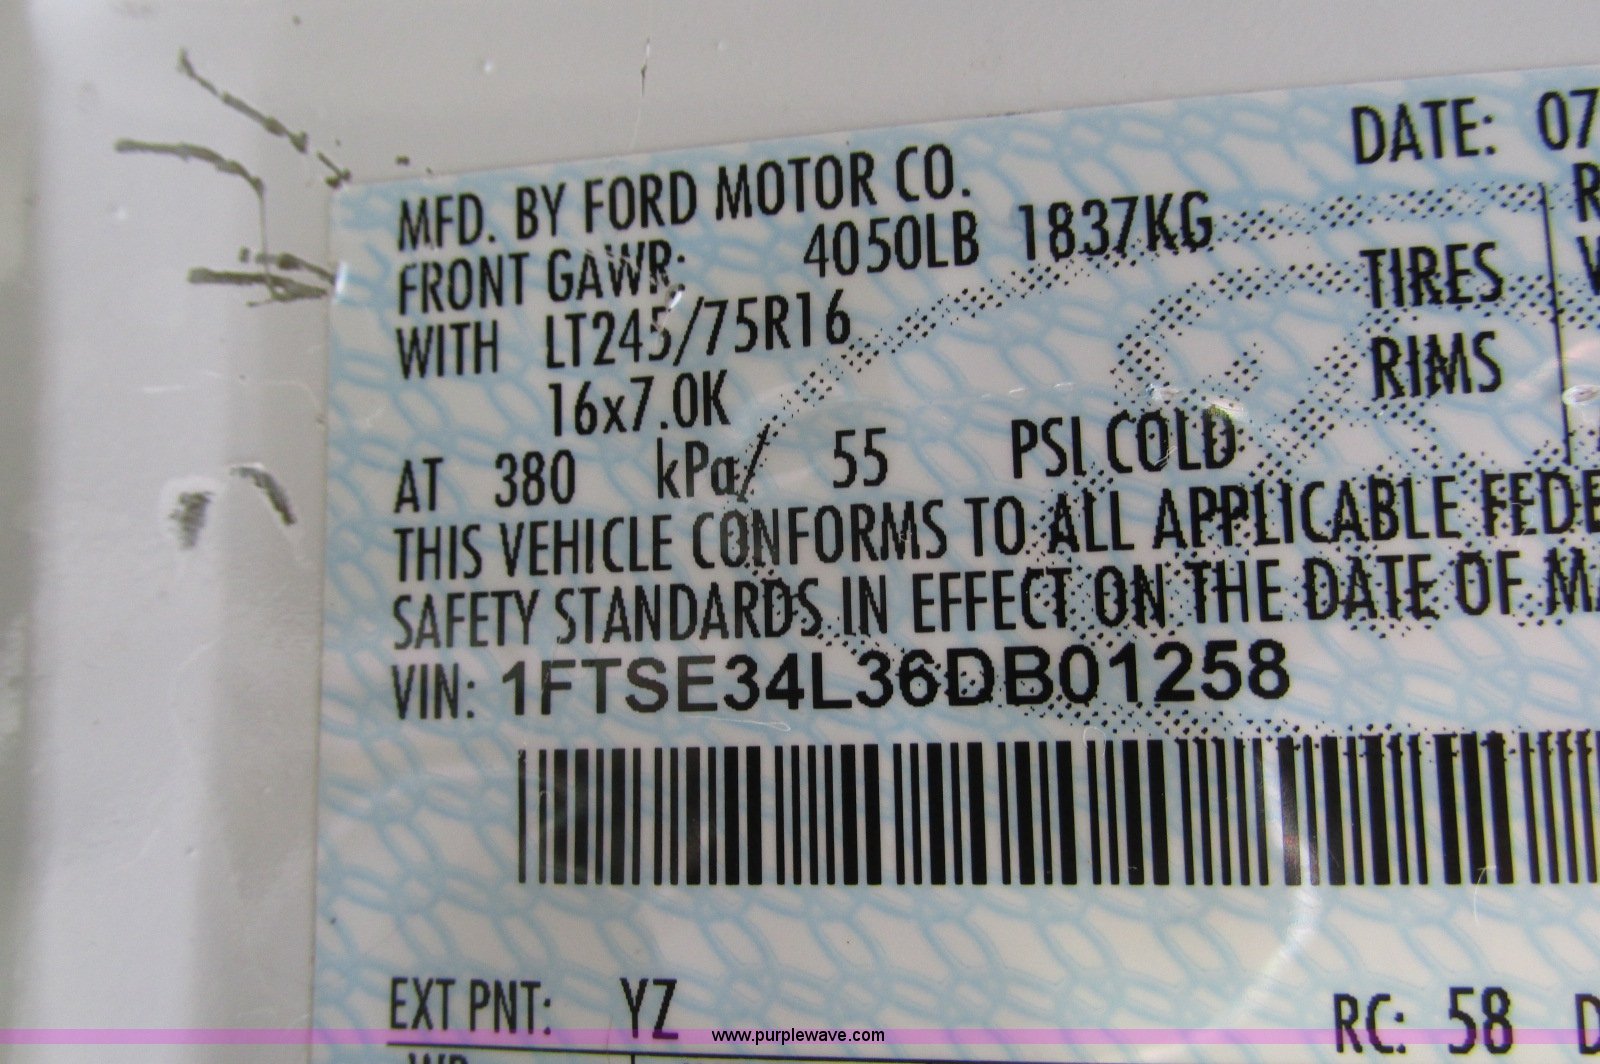 DATE: 07
MFD. BY FORD MOTOR CO.
FRONT GAWR: 4050LB 1837KG
WITH LT245/75R16 TIRES
16x7.0K RIMS
AT 380 kPa/ 55 PSI COLD
THIS VEHICLE CONFORMS TO ALL APPLICABLE FEDE
SAFETY STANDARDS IN EFFECT ON THE DATE OF MA
VIN: 1FTSE34L36DB01258
EXT PNT: YZ RC: 58 D
www.purplewave.com